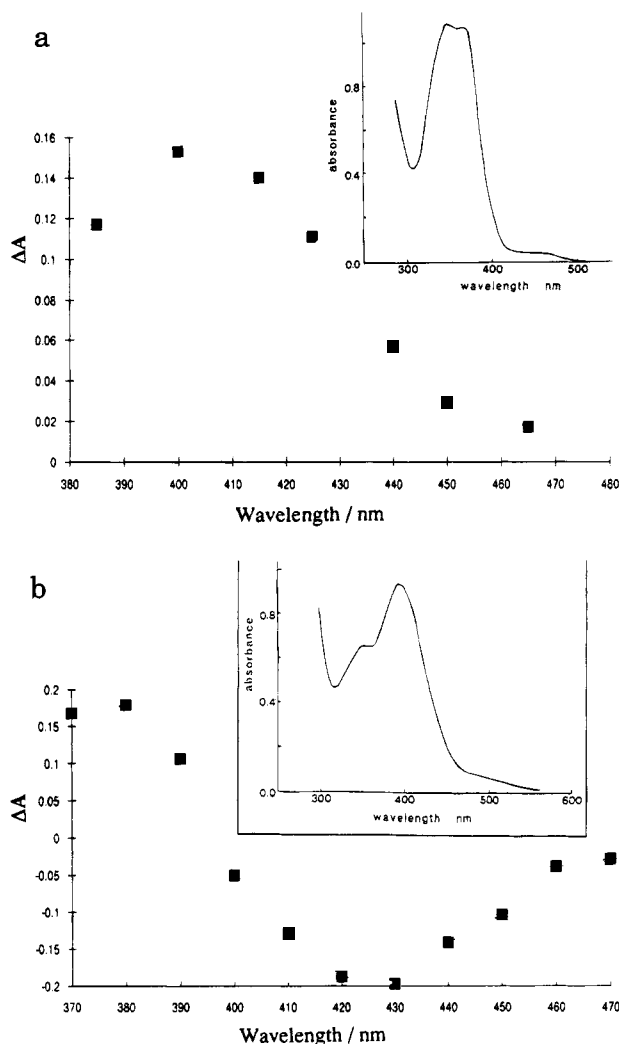 a
absorbance
0.8
0.4
0.0
300 400 500
wavelength nm
ΔA
0.16
0.14
0.12
0.1
0.08
0.06
0.04
0.02
0
380 390 400 410 420 430 440 450 460 470 480
Wavelength / nm
b
absorbance
0.8
0.4
0.0
300 400 500 600
wavelength nm
ΔA
0.2
0.15
0.1
0.05
0
-0.05
-0.1
-0.15
-0.2
370 380 390 400 410 420 430 440 450 460 470
Wavelength / nm